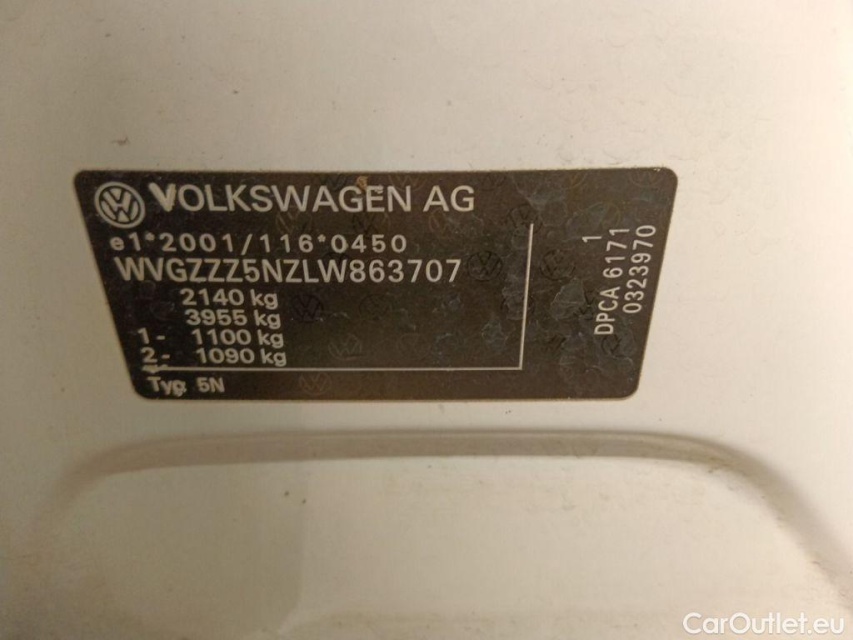 VOLKSWAGEN AG
e1*2001/116*0450
WVGZZZ5NZLW863707
2140 kg
3955 kg
1- 1100 kg
2- 1090 kg
Typ 5N
1
DPCA 6171
0323970
CarOutlet.eu